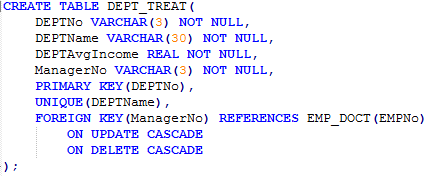 CREATE TABLE DEPT_TREAT(
DEPTNo VARCHAR(3) NOT NULL,
DEPTName VARCHAR(30) NOT NULL,
DEPTAvgIncome REAL NOT NULL,
ManagerNo VARCHAR(3) NOT NULL,
PRIMARY KEY(DEPTNo),
UNIQUE(DEPTName),
FOREIGN KEY(ManagerNo) REFERENCES EMP_DOCT(EMPNo)
ON UPDATE CASCADE
ON DELETE CASCADE
);